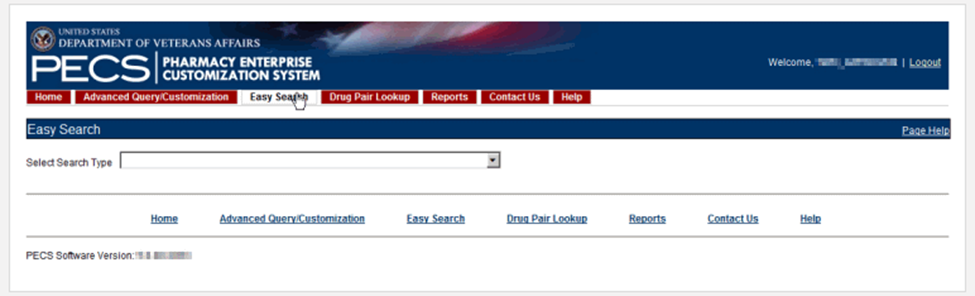 UNITED STATES
DEPARTMENT OF VETERANS AFFAIRS
PECS PHARMACY ENTERPRISE
CUSTOMIZATION SYSTEM
Welcome, | Logout
Home Advanced Query/Customization Easy Search Drug Pair Lookup Reports Contact Us Help
Easy Search Page Help
Select Search Type
Home Advanced Query/Customization Easy Search Drug Pair Lookup Reports Contact Us Help
PECS Software Version: